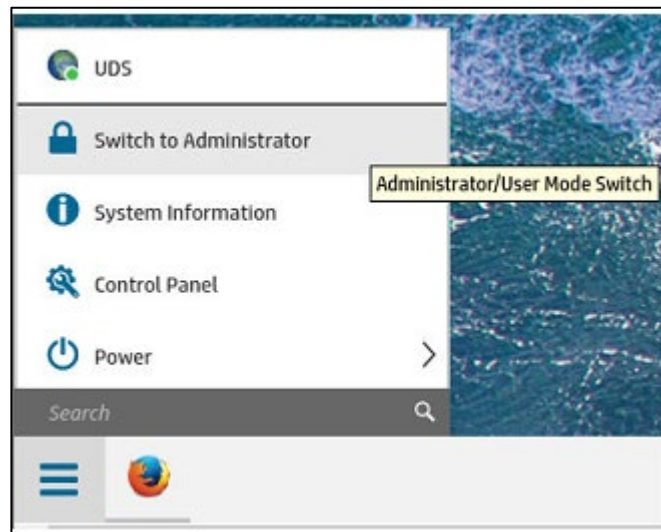 UDS
Switch to Administrator
Administrator/User Mode Switch
System Information
Control Panel
Power
Search